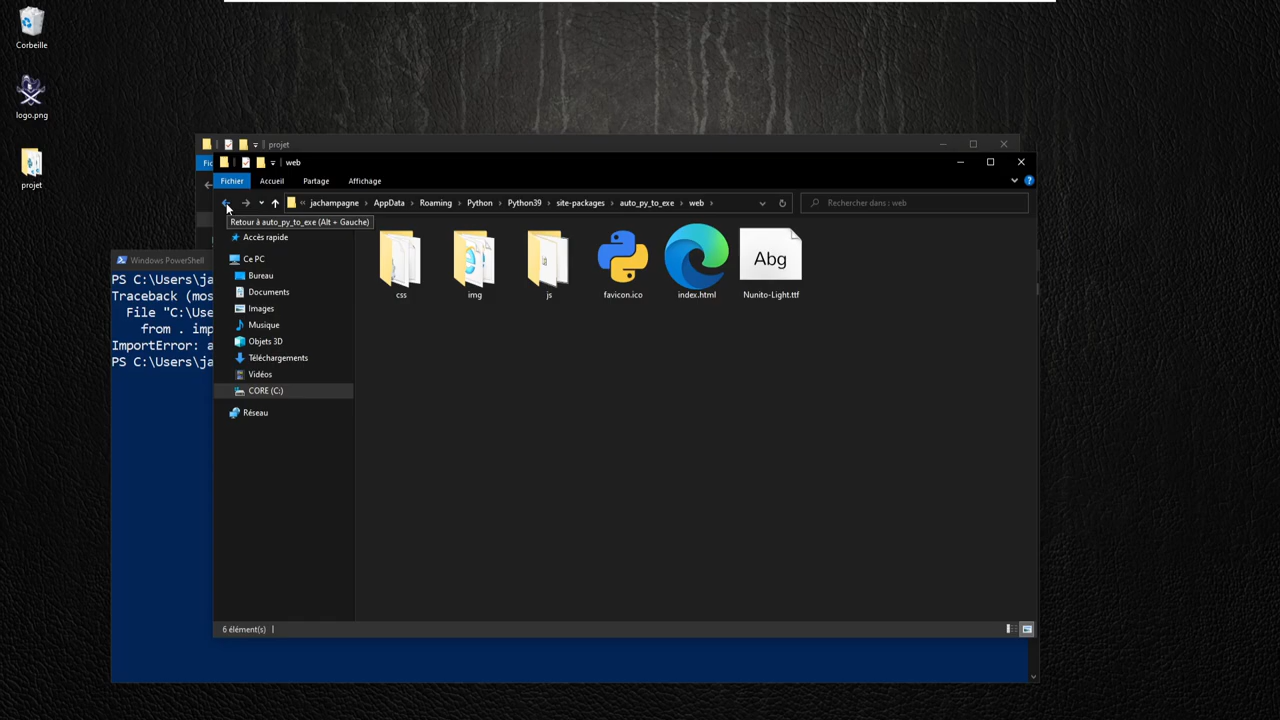 Corbeille
logo.png
projet
projet
web
Fichier
Accueil
Partage
Affichage
jachampagne
AppData
Roaming
Python
Python39
site-packages
auto_py_to_exe
web
Rechercher dans : web
Retour à auto_py_to_exe (Alt + Gauche)
Accès rapide
Ce PC
Bureau
Documents
Images
Musique
Objets 3D
Téléchargements
Vidéos
CORE (C:)
Réseau
css
img
js
favicon.ico
index.html
Abg
Nunito-Light.ttf
6 élément(s)
Windows PowerShell
PS C:\Users\ja
Traceback (mos
File "C:\Use
from . imp
ImportError: a
PS C:\Users\ja